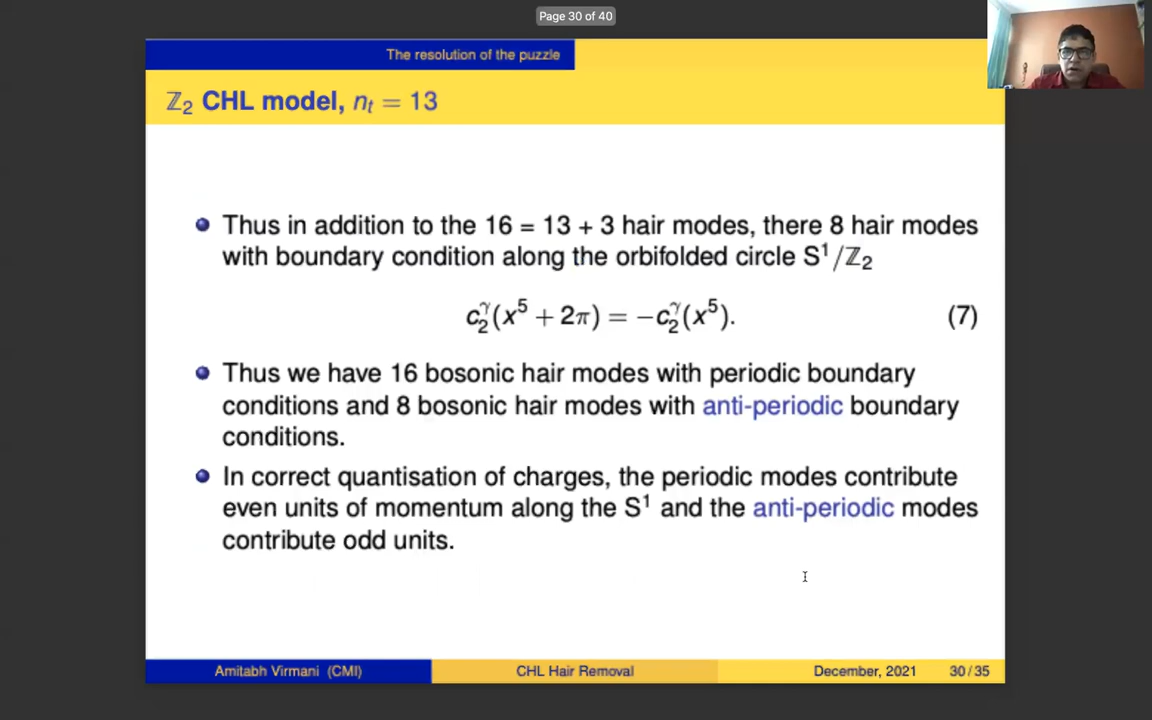 Page 30 of 40
The resolution of the puzzle
ℤ₂ CHL model, nₜ = 13
Thus in addition to the 16 = 13 + 3 hair modes, there 8 hair modes
with boundary condition along the orbifolded circle S¹/ℤ₂
c₂^γ(x⁵ + 2π) = −c₂^γ(x⁵). (7)
Thus we have 16 bosonic hair modes with periodic boundary
conditions and 8 bosonic hair modes with anti-periodic boundary
conditions.
In correct quantisation of charges, the periodic modes contribute
even units of momentum along the S¹ and the anti-periodic modes
contribute odd units.
Amitabh Virmani (CMI) CHL Hair Removal December, 2021 30/35